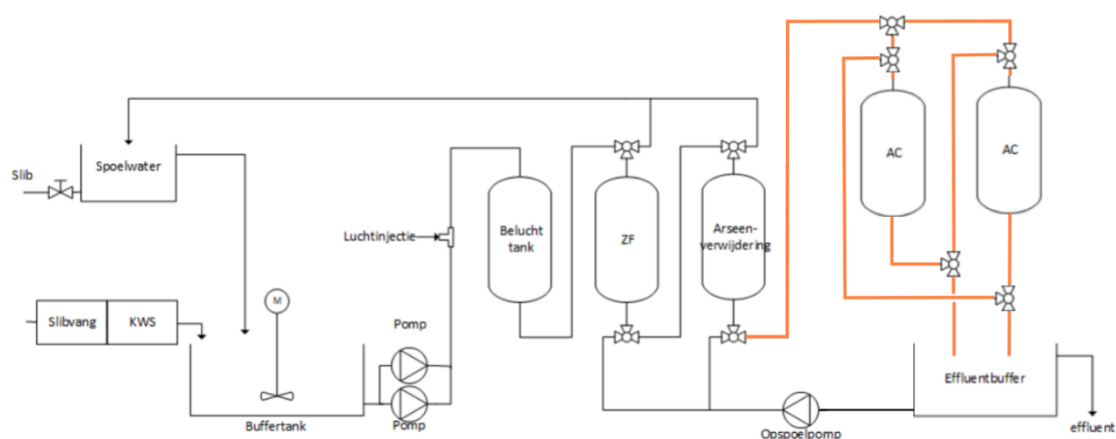 AC
AC
Spoelwater
Slib
Luchtinjectie
Belucht
tank
ZF
Arseen-
verwijdering
M
Slibvang
KWS
Pomp
Pomp
Buffertank
Effluentbuffer
Opspoelpomp
effluent